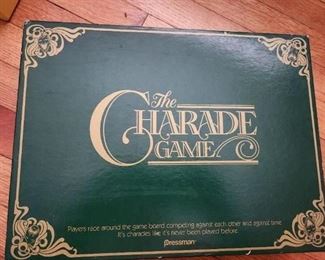 The
CHARADE
GAME
Players race around the game board competing against each other and against time.
It's charades like it's never been played before.
Pressman